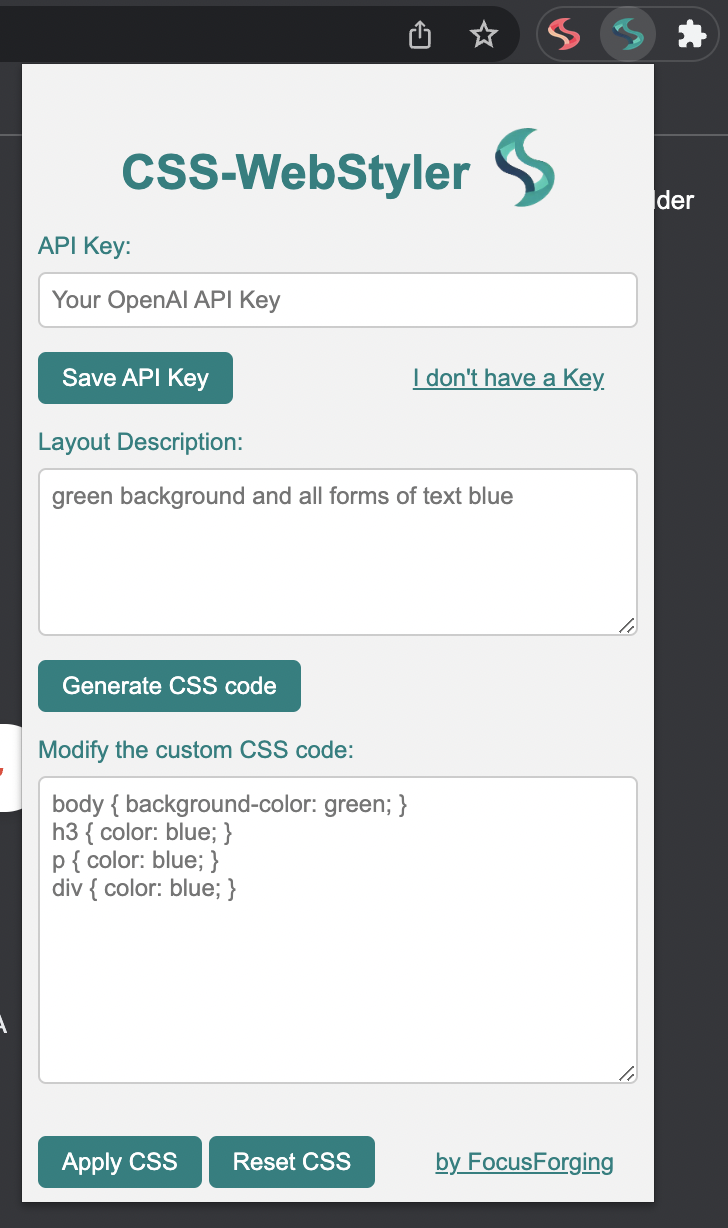 CSS-WebStyler
lder
API Key:
Your OpenAI API Key
Save API Key
I don't have a Key
Layout Description:
green background and all forms of text blue
Generate CSS code
Modify the custom CSS code:
body { background-color: green; }
h3 { color: blue; }
p { color: blue; }
div { color: blue; }
A
Apply CSS
Reset CSS
by FocusForging